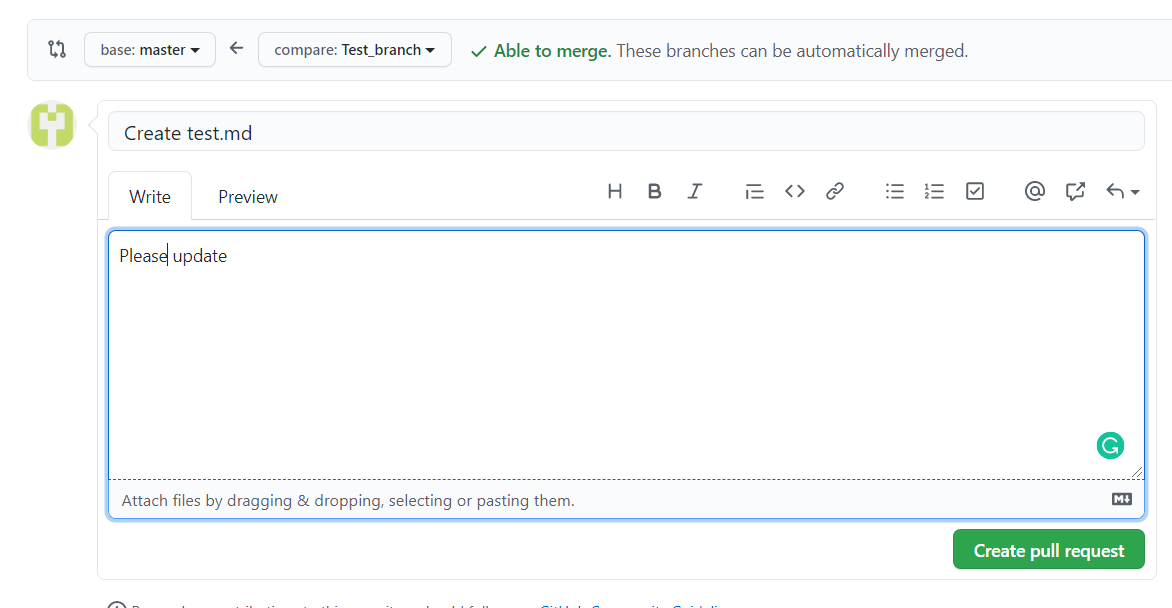 base: master compare: Test_branch Able to merge. These branches can be automatically merged.
Create test.md
Write Preview H B I @
Please update
G
Attach files by dragging & dropping, selecting or pasting them. M
Create pull request